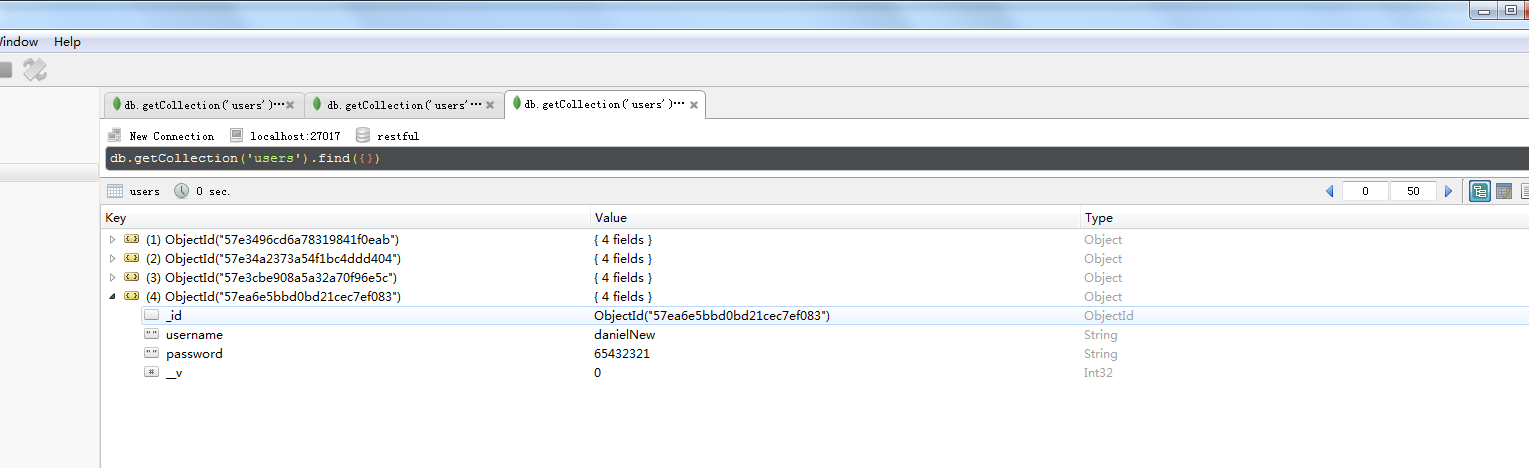 Window Help
db.getCollection('users')··· db.getCollection('users'··· db.getCollection('users')···
New Connection localhost:27017 restful
db.getCollection('users').find({})
users 0 sec. 0 50
Key Value Type
(1) ObjectId("57e3496cd6a78319841f0eab") { 4 fields } Object
(2) ObjectId("57e34a2373a54f1bc4ddd404") { 4 fields } Object
(3) ObjectId("57e3cbe908a5a32a70f96e5c") { 4 fields } Object
(4) ObjectId("57ea6e5bbd0bd21cec7ef083") { 4 fields } Object
_id ObjectId("57ea6e5bbd0bd21cec7ef083") ObjectId
username danielNew String
password 65432321 String
__v 0 Int32